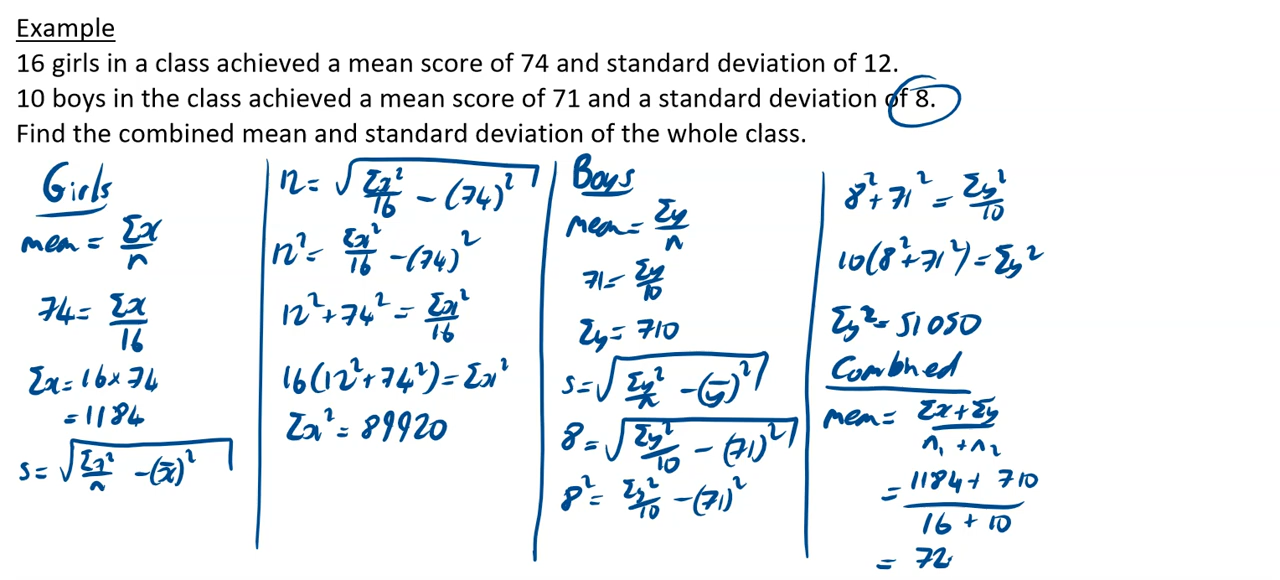 Example
16 girls in a class achieved a mean score of 74 and standard deviation of 12.
10 boys in the class achieved a mean score of 71 and a standard deviation of 8.
Find the combined mean and standard deviation of the whole class.
Girls
mean = Σx/n
74 = Σx/16
Σx = 16 × 74
= 1184
s = √(Σx²/n - (x̄)²)
12 = √(Σx²/16 - (74)²)
12² = Σx²/16 - (74)²
12² + 74² = Σx²/16
16(12² + 74²) = Σx²
Σx² = 89920
Boys
mean = Σy/n
71 = Σy/10
Σy = 710
s = √(Σy²/n - (ȳ)²)
8 = √(Σy²/10 - (71)²)
8² = Σy²/10 - (71)²
8² + 71² = Σy²/10
10(8² + 71²) = Σy²
Σy² = 51050
Combined
mean = (Σx + Σy)/(n₁ + n₂)
= (1184 + 710)/(16 + 10)
= 72